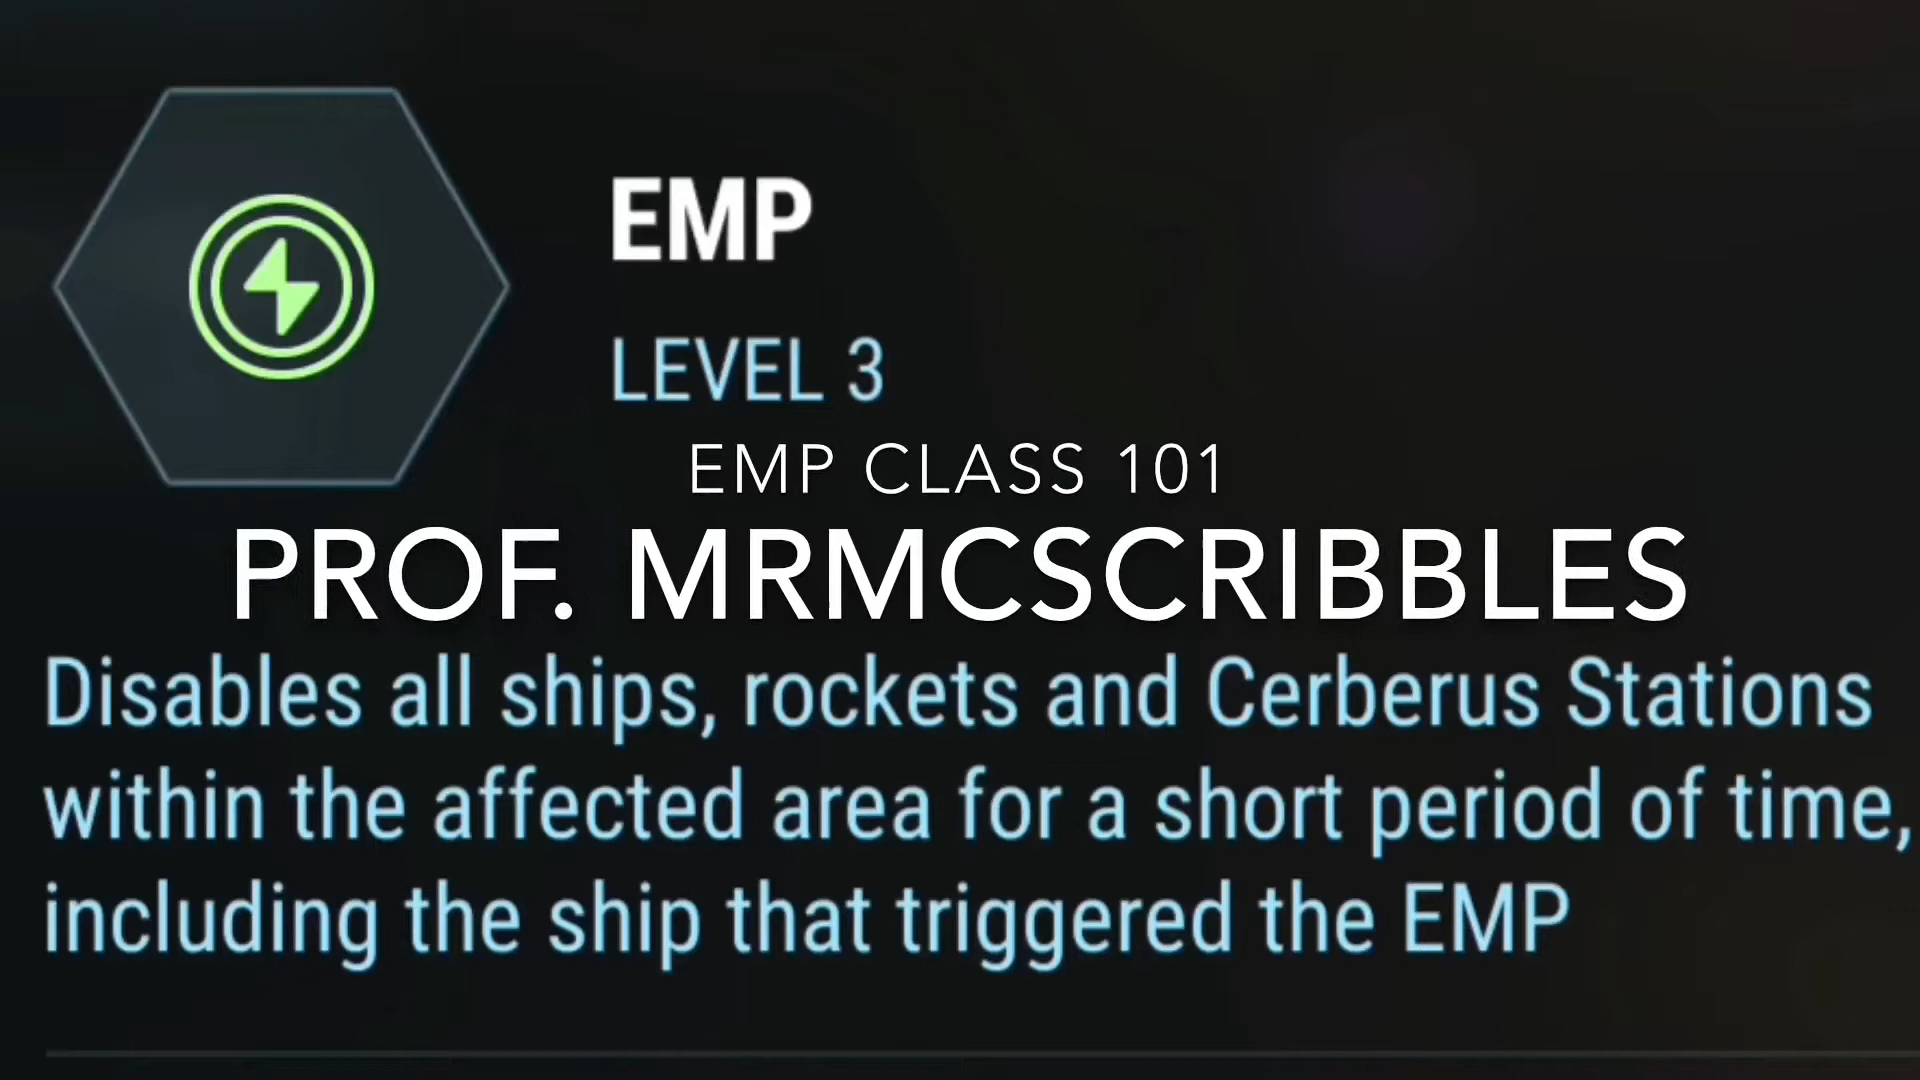 EMP
LEVEL 3
EMP CLASS 101
PROF. MRMCSCRIBBLES
Disables all ships, rockets and Cerberus Stations
within the affected area for a short period of time,
including the ship that triggered the EMP